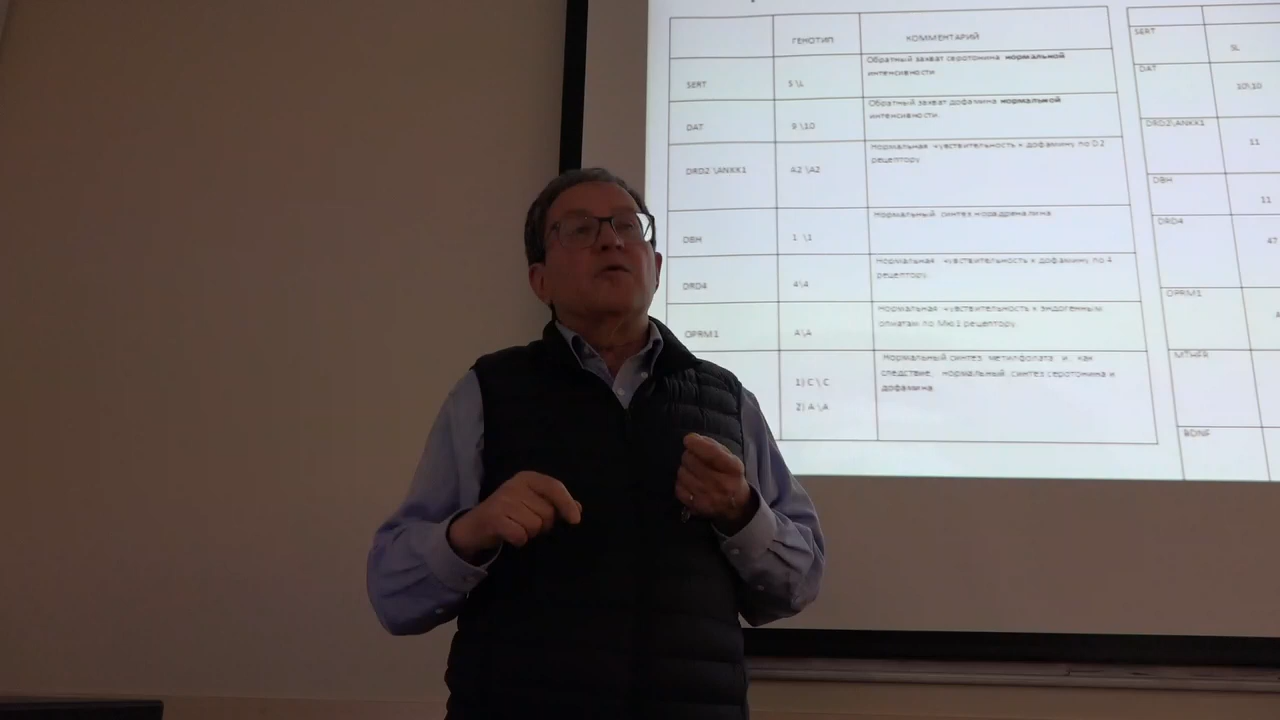 ГЕНОТИП
КОММЕНТАРИЙ
SERT
S \L
Обратный захват серотонина нормальной
интенсивности
DAT
9 \10
Обратный захват дофамина нормальной
интенсивности.
DRD2 \ANKK1
A2 \A2
Нормальная чувствительность к дофамину по D2
рецептору
DBH
1 \1
Нормальный синтез норадреналина
DRD4
4\4
Нормальная чувствительность к дофамину по 4
рецептору.
OPRM1
A\A
Нормальная чувствительность к эндогенным
опиатам по Мю1 рецептору.
1) C \ C
2) A \A
Нормальный синтез метилфолата и, как
следствие, нормальный синтез серотонина и
дофамина
SERT
SL
DAT
10\10
DRD2\ANKK1
11
DBH
11
DRD4
47
OPRM1
MTHFR
BDNF